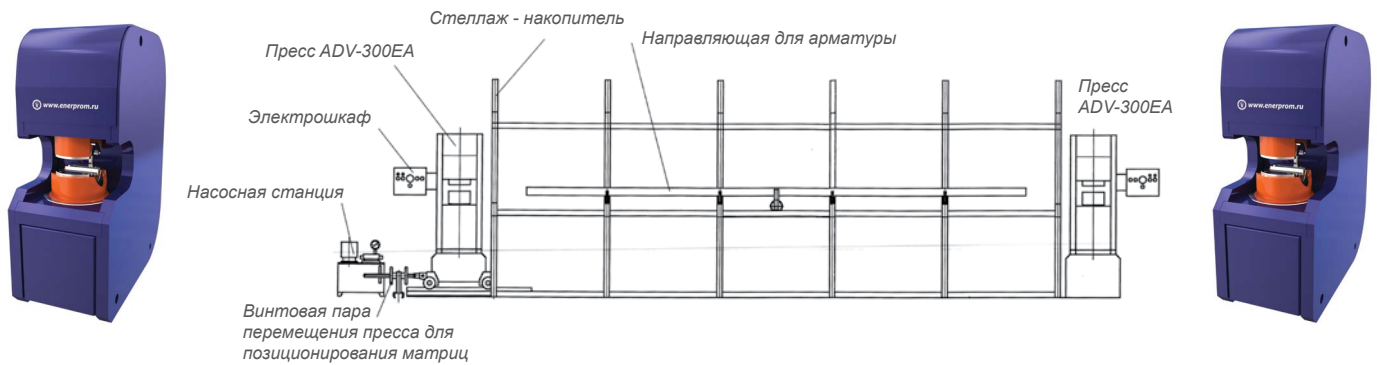 Стеллаж - накопитель
Направляющая для арматуры
Пресс ADV-300EA
Пресс
ADV-300EA
Электрошкаф
Насосная станция
Винтовая пара
перемещения пресса для
позиционирования матриц
www.enerprom.ru
www.enerprom.ru